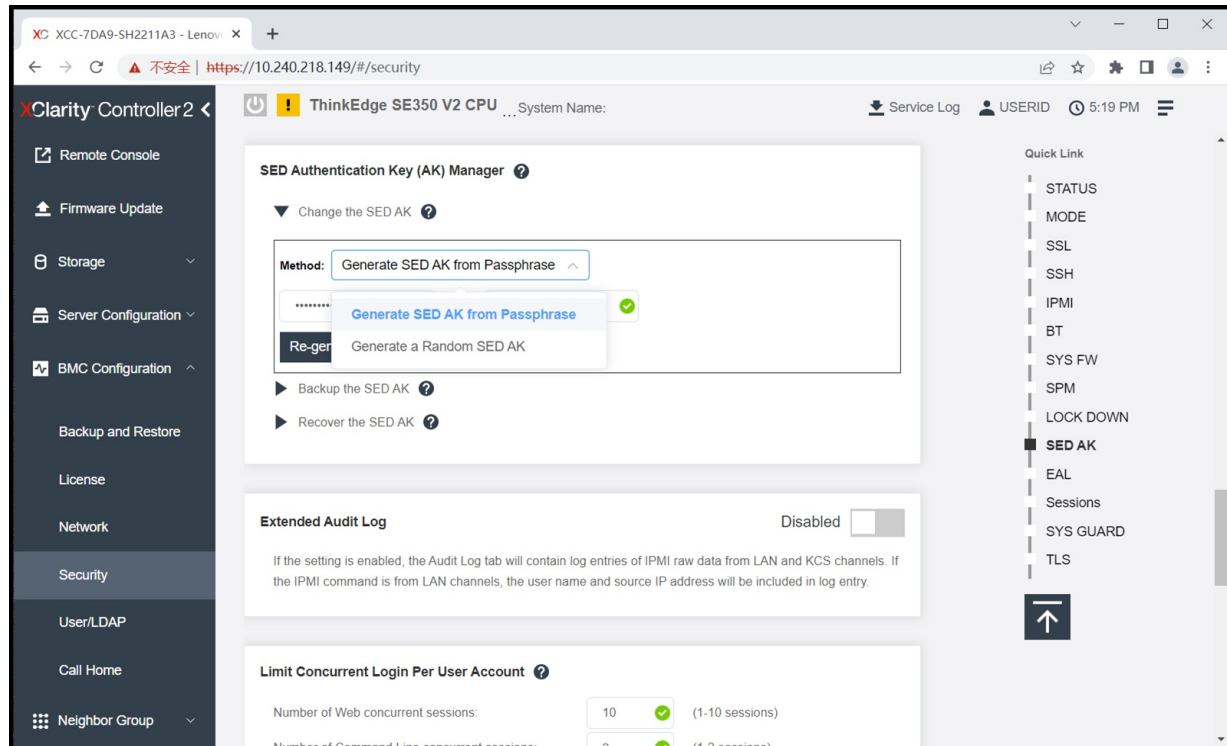 XC XCC-7DA9-SH2211A3 - Lenov
不安全 | https://10.240.218.149/#/security
XClarity Controller 2
ThinkEdge SE350 V2 CPU ... System Name:
Service Log
USERID
5:19 PM
Remote Console
Firmware Update
Storage
Server Configuration
BMC Configuration
Backup and Restore
License
Network
Security
User/LDAP
Call Home
Neighbor Group
SED Authentication Key (AK) Manager
Change the SED AK
Method: Generate SED AK from Passphrase
Generate SED AK from Passphrase
Generate a Random SED AK
Re-gen
Backup the SED AK
Recover the SED AK
Extended Audit Log
Disabled
If the setting is enabled, the Audit Log tab will contain log entries of IPMI raw data from LAN and KCS channels. If
the IPMI command is from LAN channels, the user name and source IP address will be included in log entry.
Limit Concurrent Login Per User Account
Number of Web concurrent sessions: 10 (1-10 sessions)
Quick Link
STATUS
MODE
SSL
SSH
IPMI
BT
SYS FW
SPM
LOCK DOWN
SED AK
EAL
Sessions
SYS GUARD
TLS